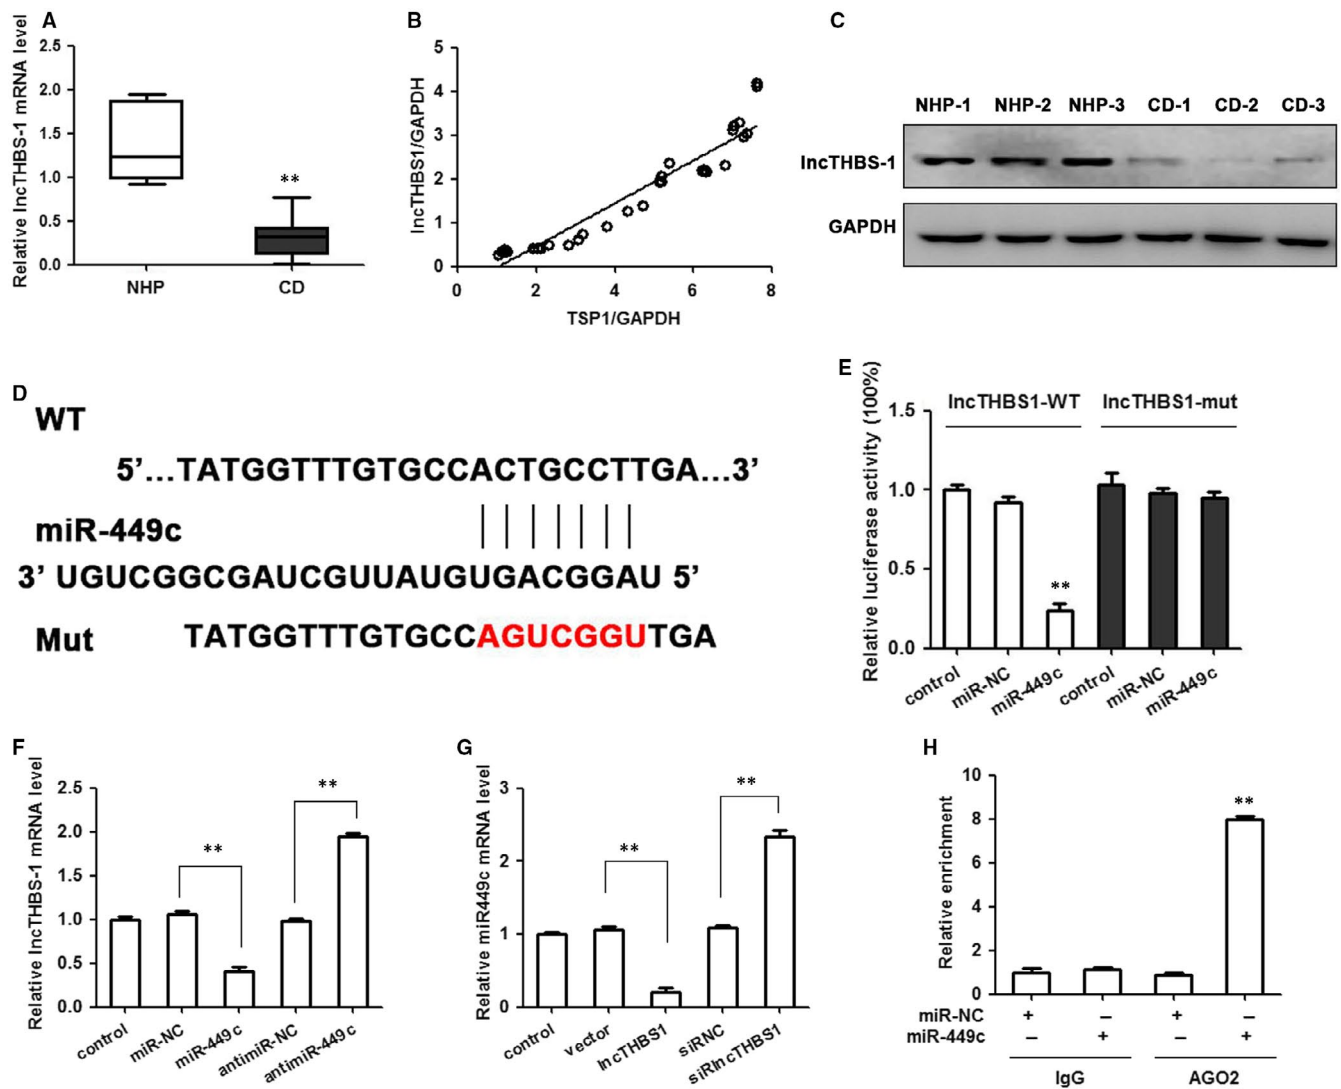 A
Relative lncTHBS-1 mRNA level
2.5
2.0
1.5
1.0
0.5
0.0
**
NHP CD
B
lncTHBS1/GAPDH
5
4
3
2
1
0
0 2 4 6 8
TSP1/GAPDH
C
NHP-1 NHP-2 NHP-3 CD-1 CD-2 CD-3
lncTHBS-1
GAPDH
D
WT
5’...TATGGTTTGTGCCACTGCCTTGA...3’
miR-449c
3’ UGUCGGCGAUCGUUAUGUGACGGAU 5’
Mut TATGGTTTGTGCCAGUCGGUTGA
E
Relative luciferase activity (100%)
1.5
1.0
0.5
0.0
lncTHBS1-WT lncTHBS1-mut
**
control miR-NC miR-449c control miR-NC miR-449c
F
Relative lncTHBS-1 mRNA level
2.5
2.0
1.5
1.0
0.5
0.0
** **
control miR-NC miR-449c antimiR-NC antimiR-449c
G
Relative miR449c mRNA level
3
2
1
0
** **
control vector lncTHBS1 siRNC siRlncTHBS1
H
Relative enrichment
10
8
6
4
2
0
**
miR-NC + – + –
miR-449c – + – +
IgG AGO2